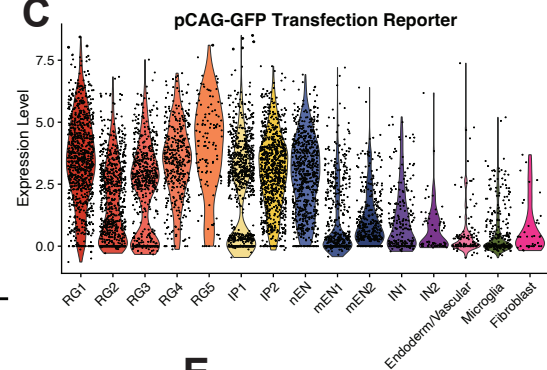 C
pCAG-GFP Transfection Reporter
Expression Level
7.5
5.0
2.5
0.0
RG1
RG2
RG3
RG4
RG5
IP1
IP2
nEN
mEN1
mEN2
IN1
IN2
Endoderm/Vascular
Microglia
Fibroblast